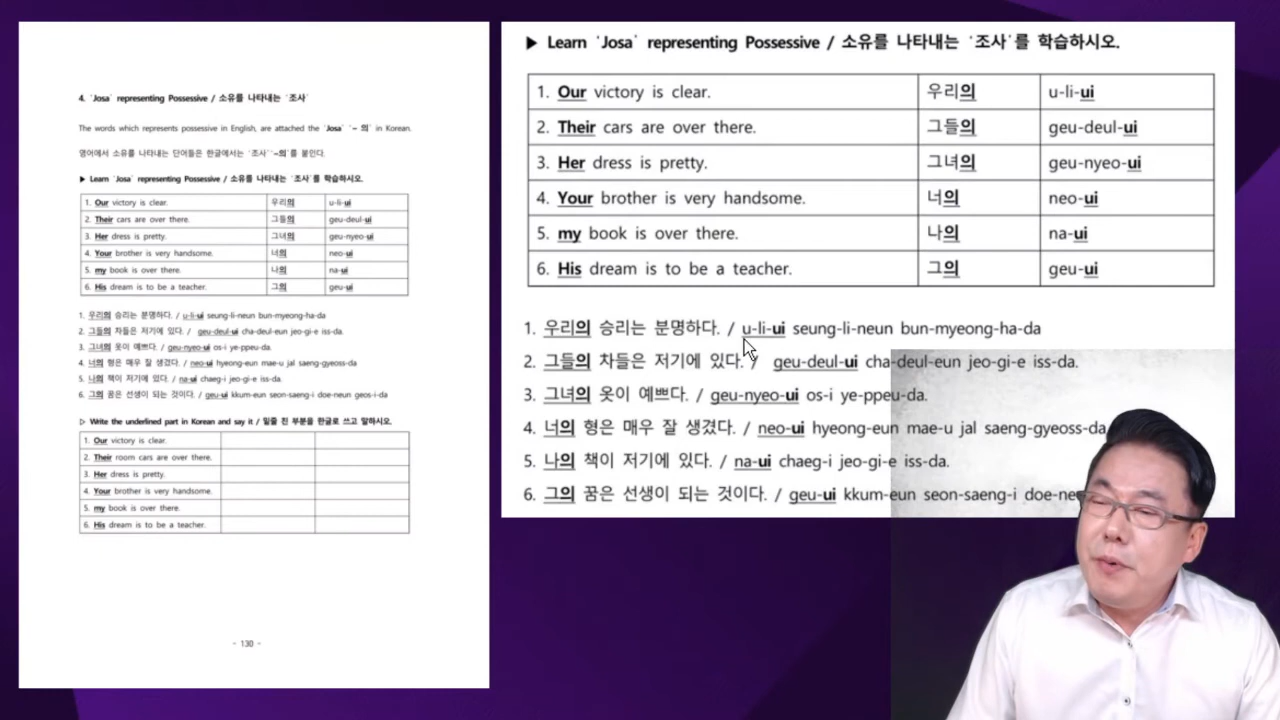 4. 'Josa' representing Possessive / 소유를 나타내는 '조사'
The words which represents possessive in English, are attached the 'Josa' '- 의' in Korean.
영어에서 소유를 나타내는 단어들은 한글에서는 '조사' '-의'를 붙인다.
▶ Learn 'Josa' representing Possessive / 소유를 나타내는 '조사'를 학습하시오.
1. Our victory is clear. 우리의 u-li-ui
2. Their cars are over there. 그들의 geu-deul-ui
3. Her dress is pretty. 그녀의 geu-nyeo-ui
4. Your brother is very handsome. 너의 neo-ui
5. my book is over there. 나의 na-ui
6. His dream is to be a teacher. 그의 geu-ui
1. 우리의 승리는 분명하다. / u-li-ui seung-li-neun bun-myeong-ha-da
2. 그들의 차들은 저기에 있다. / geu-deul-ui cha-deul-eun jeo-gi-e iss-da.
3. 그녀의 옷이 예쁘다. / geu-nyeo-ui os-i ye-ppeu-da.
4. 너의 형은 매우 잘 생겼다. / neo-ui hyeong-eun mae-u jal saeng-gyeoss-da
5. 나의 책이 저기에 있다. / na-ui chaeg-i jeo-gi-e iss-da.
6. 그의 꿈은 선생이 되는 것이다. / geu-ui kkum-eun seon-saeng-i doe-neun geos-i-da
▷ Write the underlined part in Korean and say it / 밑줄 친 부분을 한글로 쓰고 말하시오.
1. Our victory is clear.
2. Their room cars are over there.
3. Her dress is pretty.
4. Your brother is very handsome.
5. my book is over there.
6. His dream is to be a teacher.
- 130 -
▶ Learn 'Josa' representing Possessive / 소유를 나타내는 '조사'를 학습하시오.
1. Our victory is clear. 우리의 u-li-ui
2. Their cars are over there. 그들의 geu-deul-ui
3. Her dress is pretty. 그녀의 geu-nyeo-ui
4. Your brother is very handsome. 너의 neo-ui
5. my book is over there. 나의 na-ui
6. His dream is to be a teacher. 그의 geu-ui
1. 우리의 승리는 분명하다. / u-li-ui seung-li-neun bun-myeong-ha-da
2. 그들의 차들은 저기에 있다. / geu-deul-ui cha-deul-eun jeo-gi-e iss-da.
3. 그녀의 옷이 예쁘다. / geu-nyeo-ui os-i ye-ppeu-da.
4. 너의 형은 매우 잘 생겼다. / neo-ui hyeong-eun mae-u jal saeng-gyeoss-da
5. 나의 책이 저기에 있다. / na-ui chaeg-i jeo-gi-e iss-da.
6. 그의 꿈은 선생이 되는 것이다. / geu-ui kkum-eun seon-saeng-i doe-ne